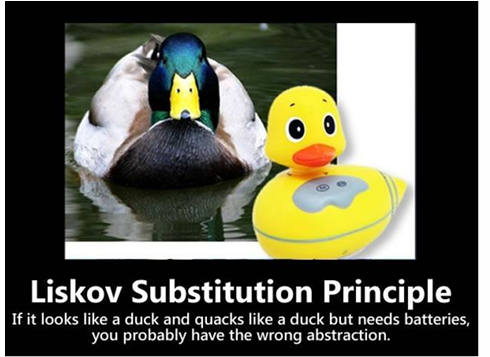 Liskov Substitution Principle
If it looks like a duck and quacks like a duck but needs batteries,
you probably have the wrong abstraction.